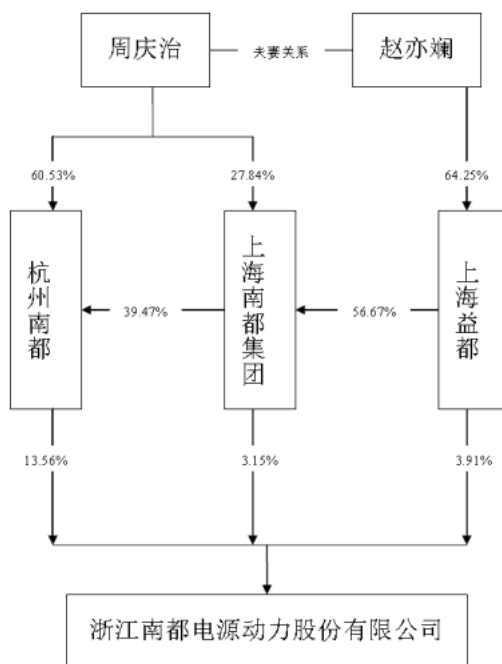 周庆治
夫妻关系
赵亦斓
60.53%
27.84%
64.25%
杭州南都
39.47%
上海南都集团
56.67%
上海益都
13.56%
3.15%
3.91%
浙江南都电源动力股份有限公司